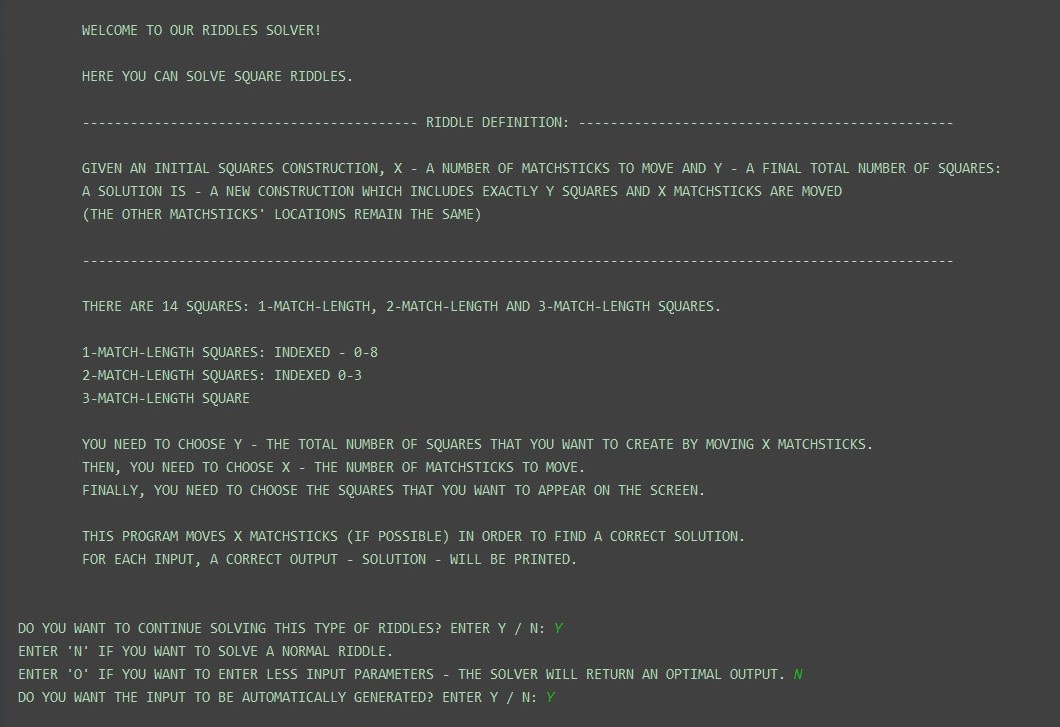 WELCOME TO OUR RIDDLES SOLVER!
HERE YOU CAN SOLVE SQUARE RIDDLES.
------------------------------------------ RIDDLE DEFINITION: -----------------------------------------------
GIVEN AN INITIAL SQUARES CONSTRUCTION, X - A NUMBER OF MATCHSTICKS TO MOVE AND Y - A FINAL TOTAL NUMBER OF SQUARES:
A SOLUTION IS - A NEW CONSTRUCTION WHICH INCLUDES EXACTLY Y SQUARES AND X MATCHSTICKS ARE MOVED
(THE OTHER MATCHSTICKS' LOCATIONS REMAIN THE SAME)
-------------------------------------------------------------------------------------------------------------
THERE ARE 14 SQUARES: 1-MATCH-LENGTH, 2-MATCH-LENGTH AND 3-MATCH-LENGTH SQUARES.
1-MATCH-LENGTH SQUARES: INDEXED - 0-8
2-MATCH-LENGTH SQUARES: INDEXED 0-3
3-MATCH-LENGTH SQUARE
YOU NEED TO CHOOSE Y - THE TOTAL NUMBER OF SQUARES THAT YOU WANT TO CREATE BY MOVING X MATCHSTICKS.
THEN, YOU NEED TO CHOOSE X - THE NUMBER OF MATCHSTICKS TO MOVE.
FINALLY, YOU NEED TO CHOOSE THE SQUARES THAT YOU WANT TO APPEAR ON THE SCREEN.
THIS PROGRAM MOVES X MATCHSTICKS (IF POSSIBLE) IN ORDER TO FIND A CORRECT SOLUTION.
FOR EACH INPUT, A CORRECT OUTPUT - SOLUTION - WILL BE PRINTED.
DO YOU WANT TO CONTINUE SOLVING THIS TYPE OF RIDDLES? ENTER Y / N: Y
ENTER 'N' IF YOU WANT TO SOLVE A NORMAL RIDDLE.
ENTER 'O' IF YOU WANT TO ENTER LESS INPUT PARAMETERS - THE SOLVER WILL RETURN AN OPTIMAL OUTPUT. N
DO YOU WANT THE INPUT TO BE AUTOMATICALLY GENERATED? ENTER Y / N: Y